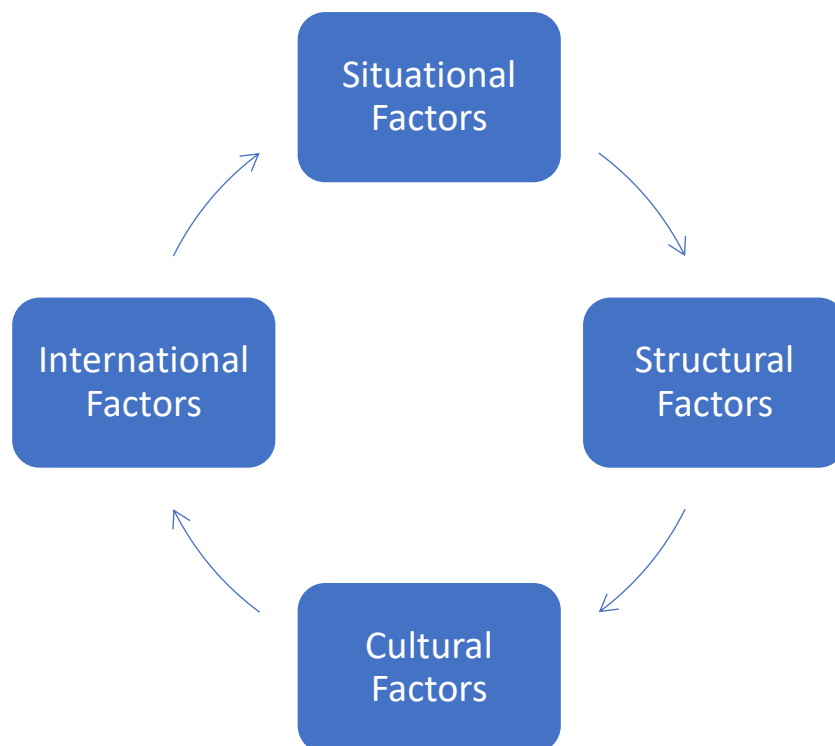 Situational
Factors
International
Factors
Structural
Factors
Cultural
Factors